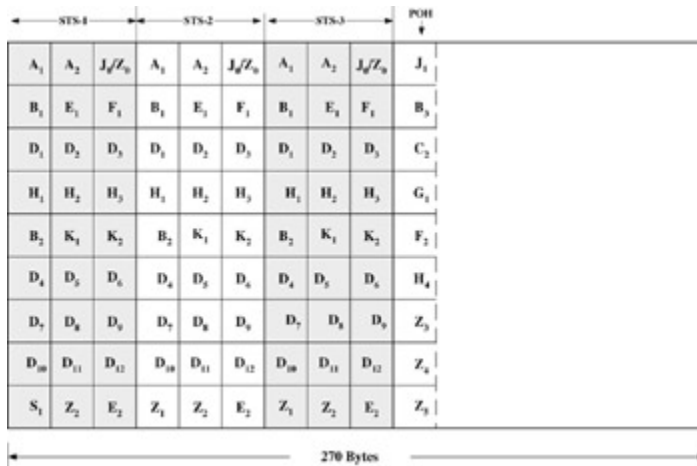 STS-1 STS-2 STS-3 POH
A₁ A₂ J₀/Z₀ A₁ A₂ J₀/Z₀ A₁ A₂ J₀/Z₀ J₁
B₁ E₁ F₁ B₁ E₁ F₁ B₁ E₁ F₁ B₃
D₁ D₂ D₃ D₁ D₂ D₃ D₁ D₂ D₃ C₂
H₁ H₂ H₃ H₁ H₂ H₃ H₁ H₂ H₃ G₁
B₂ K₁ K₂ B₂ K₁ K₂ B₂ K₁ K₂ F₂
D₄ D₅ D₆ D₄ D₅ D₆ D₄ D₅ D₆ H₄
D₇ D₈ D₉ D₇ D₈ D₉ D₇ D₈ D₉ Z₃
D₁₀ D₁₁ D₁₂ D₁₀ D₁₁ D₁₂ D₁₀ D₁₁ D₁₂ Z₄
S₁ Z₂ E₂ Z₁ Z₂ E₂ Z₁ Z₂ E₂ Z₅
270 Bytes